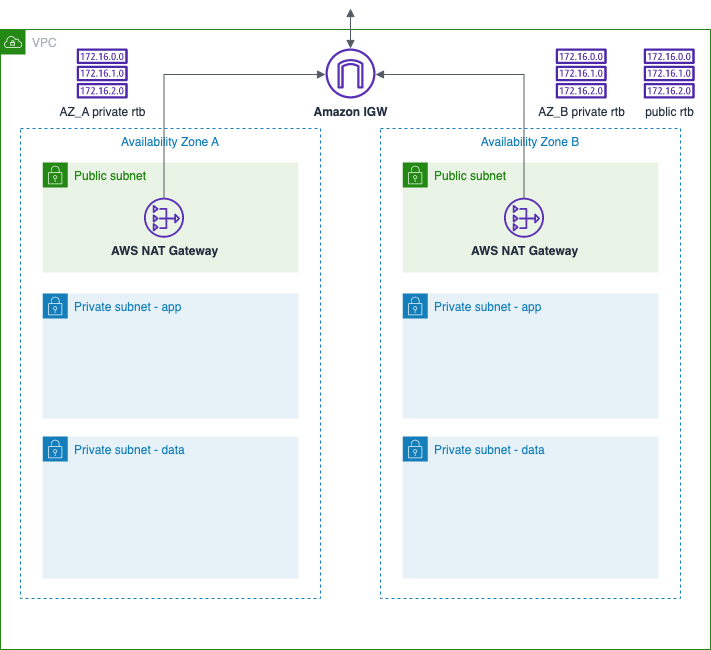 VPC
172.16.0.0
172.16.1.0
172.16.2.0
AZ_A private rtb
Amazon IGW
172.16.0.0
172.16.1.0
172.16.2.0
AZ_B private rtb
172.16.0.0
172.16.1.0
172.16.2.0
public rtb
Availability Zone A
Public subnet
AWS NAT Gateway
Private subnet - app
Private subnet - data
Availability Zone B
Public subnet
AWS NAT Gateway
Private subnet - app
Private subnet - data